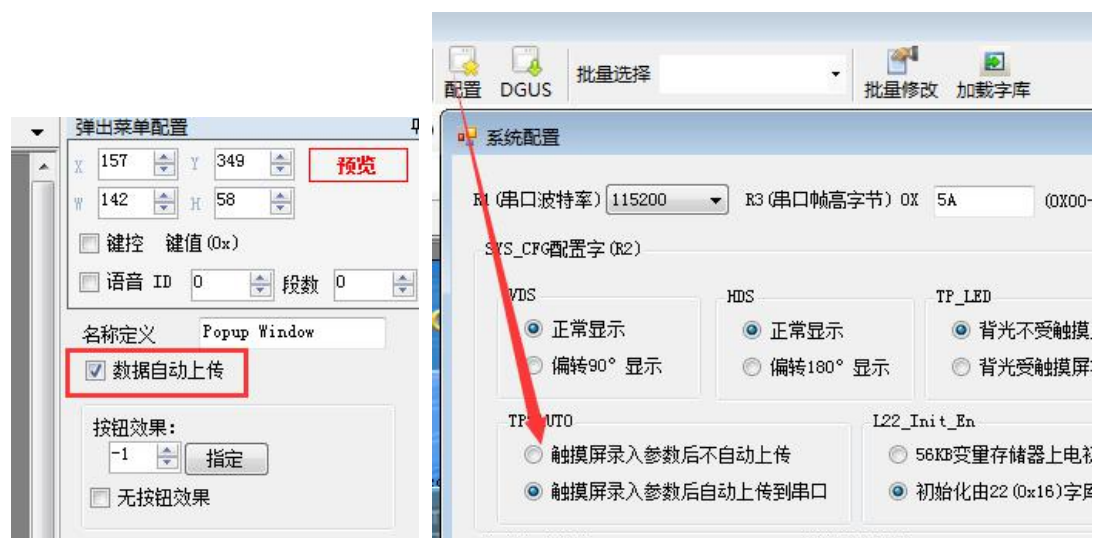 弹出菜单配置
X 157 Y 349 预览
W 142 H 58
键控 键值(0x)
语音 ID 0 段数 0
名称定义 Popup Window
数据自动上传
按钮效果:
-1 指定
无按钮效果
配置 DGUS 批量选择 批量修改 加载字库
系统配置
R1(串口波特率) 115200 R3(串口帧高字节) 0X 5A (0X00-
SYS_CFG配置字(R2)
VDS HDS TP_LED
正常显示 正常显示 背光不受触摸
偏转90° 显示 偏转180° 显示 背光受触摸屏
L22_Init_En
触摸屏录入参数后不自动上传 56KB变量存储器上电初
触摸屏录入参数后自动上传到串口 初始化由22(0x16)字库